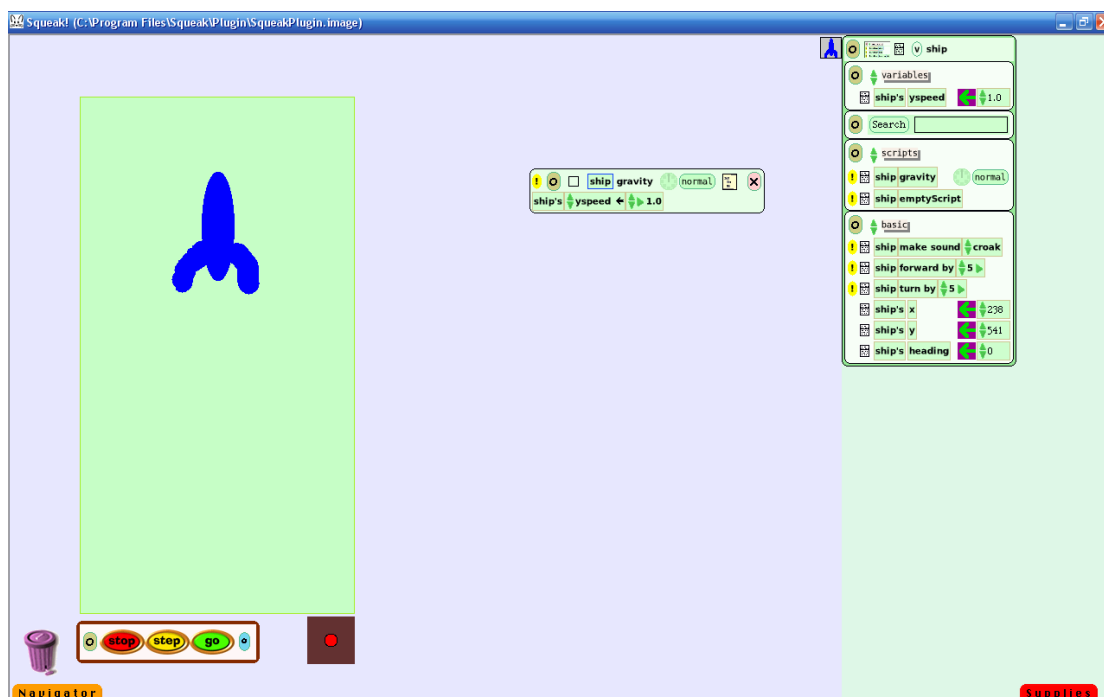 Squeak! (C:\Program Files\Squeak\Plugin\SqueakPlugin.image)
v ship
variables
ship's yspeed 1.0
Search
scripts
! ship gravity normal
! ship emptyScript
basic
! ship make sound croak
! ship forward by 5
! ship turn by 5
ship's x 238
ship's y 541
ship's heading 0
! ship gravity normal
ship's yspeed 1.0
stop step go
Navigator
Supplies